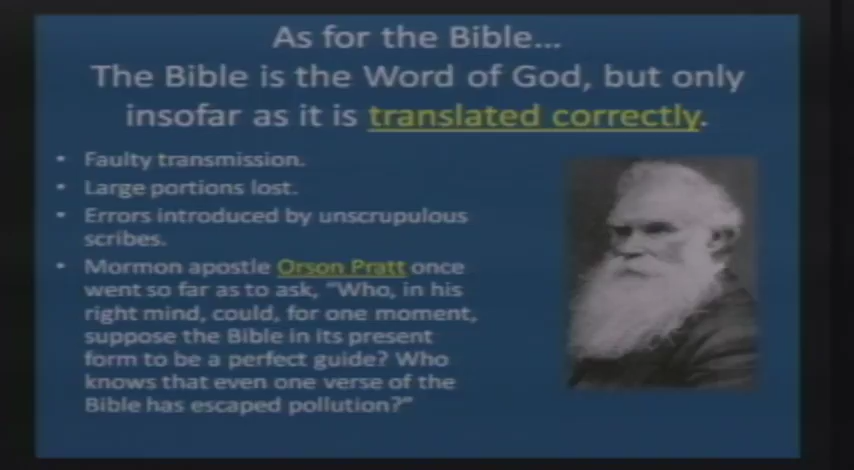 As for the Bible...
The Bible is the Word of God, but only
insofar as it is translated correctly.
• Faulty transmission.
• Large portions lost.
• Errors introduced by unscrupulous
scribes.
• Mormon apostle Orson Pratt once
went so far as to ask, "Who, in his
right mind, could, for one moment,
suppose the Bible in its present
form to be a perfect guide? Who
knows that even one verse of the
Bible has escaped pollution?"